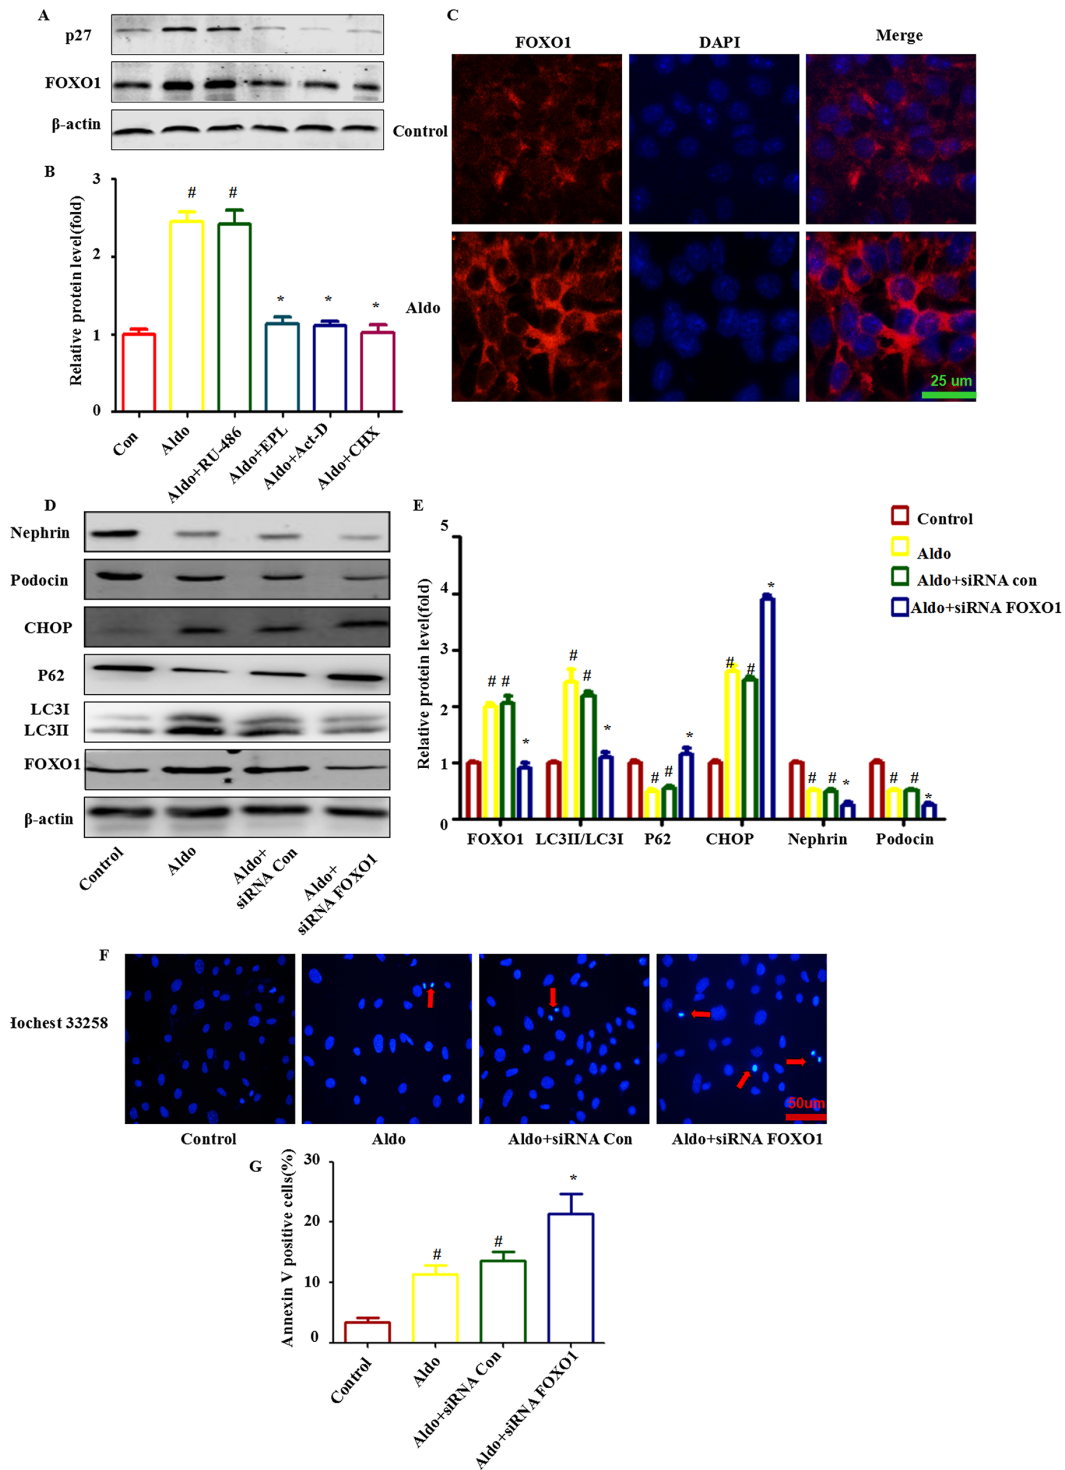 A
p27
FOXO1
β-actin
B
Relative protein level(fold)
3
2
1
0
# # * * *
Con
Aldo
Aldo+RU-486
Aldo+EPL
Aldo+Act-D
Aldo+CHX
C
FOXO1 DAPI Merge
Control
Aldo
25 um
D
Nephrin
Podocin
CHOP
P62
LC3I
LC3II
FOXO1
β-actin
Control
Aldo
Aldo+
siRNA Con
Aldo+
siRNA FOXO1
E
Relative protein level(fold)
5
3
2
1
0
# # *
# # *
# # *
# # *
# # *
# # *
FOXO1 LC3II/LC3I P62 CHOP Nephrin Podocin
Control
Aldo
Aldo+siRNA con
Aldo+siRNA FOXO1
F
Hochest 33258
50um
Control Aldo Aldo+siRNA Con Aldo+siRNA FOXO1
G
Annexin V positive cells(%)
30
20
10
0
# # *
Control
Aldo
Aldo+siRNA Con
Aldo+siRNA FOXO1